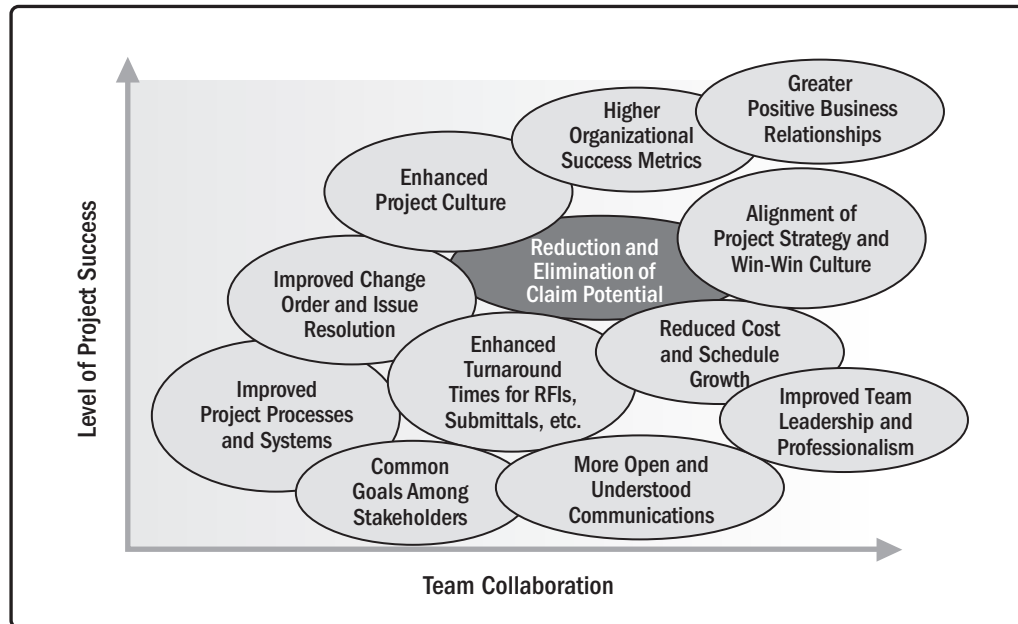 Level of Project Success
Greater
Positive Business
Relationships
Higher
Organizational
Success Metrics
Enhanced
Project Culture
Alignment of
Project Strategy and
Win-Win Culture
Reduction and
Elimination of
Claim Potential
Improved Change
Order and Issue
Resolution
Reduced Cost
and Schedule
Growth
Enhanced
Turnaround
Times for RFIs,
Submittals, etc.
Improved
Project Processes
and Systems
Improved Team
Leadership and
Professionalism
Common
Goals Among
Stakeholders
More Open and
Understood
Communications
Team Collaboration